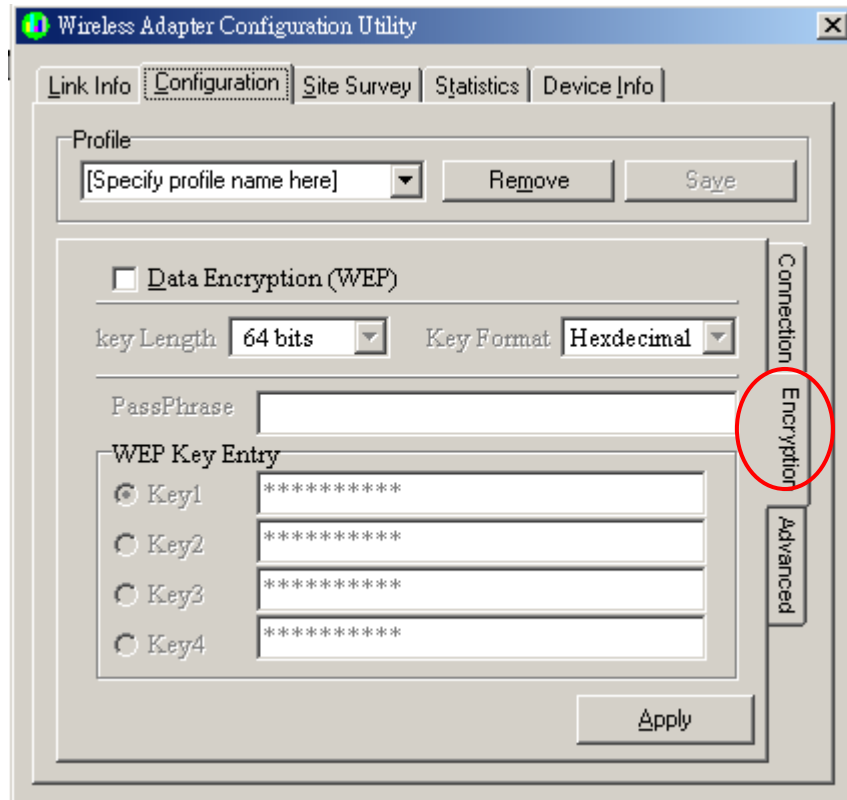 Wireless Adapter Configuration Utility
Link Info Configuration Site Survey Statistics Device Info
Profile
[Specify profile name here] Remove Save
Data Encryption (WEP)
key Length 64 bits Key Format Hexdecimal
PassPhrase
WEP Key Entry
Key1 **********
Key2 **********
Key3 **********
Key4 **********
Apply
Connection
Encryption
Advanced